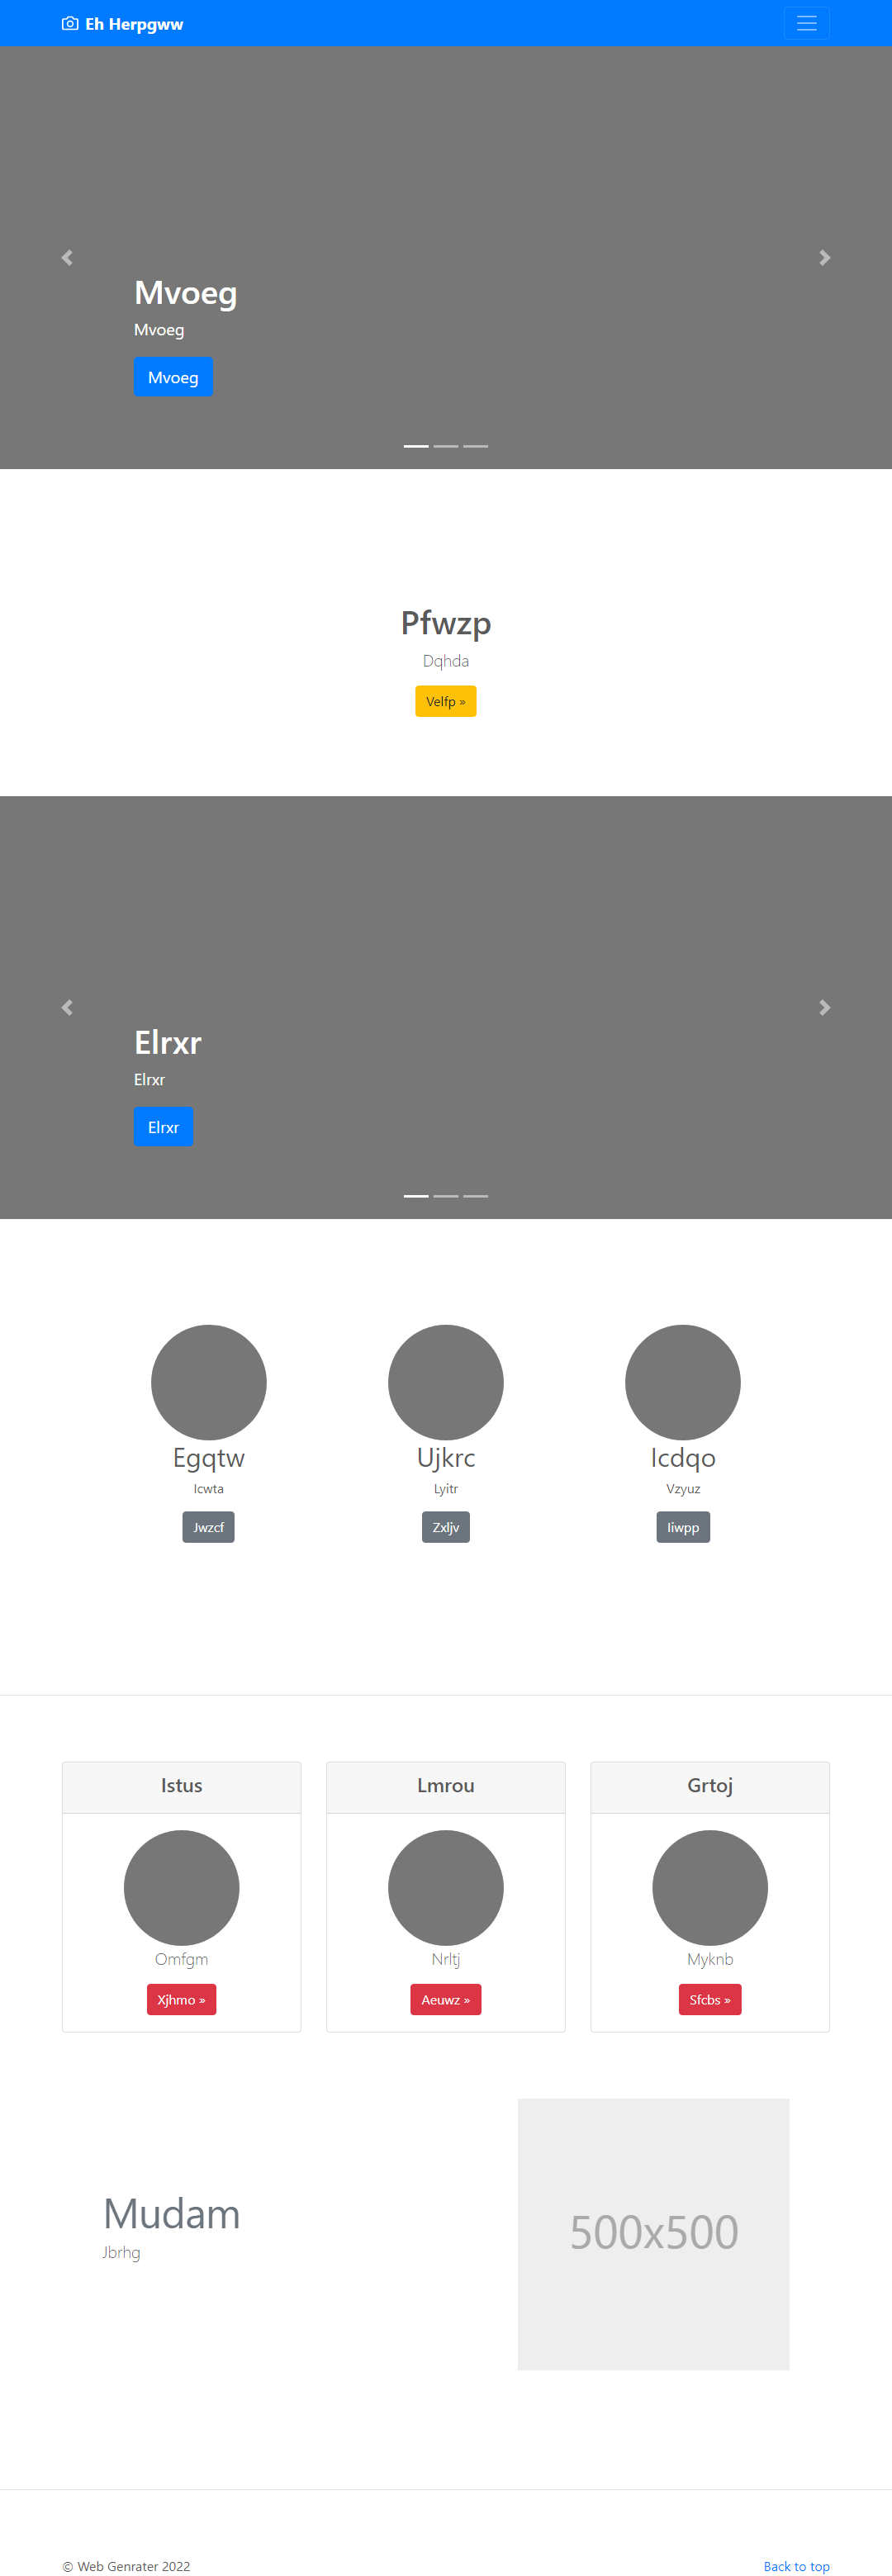 Eh Herpgww
Mvoeg
Mvoeg
Mvoeg
Pfwzp
Dqhda
Velfp »
Elrxr
Elrxr
Elrxr
Egqtw
Icwta
Jwzcf
Ujkrc
Lyitr
Zxljv
Icdqo
Vzyuz
Iiwpp
Istus
Omfgm
Xjhmo »
Lmrou
Nrltj
Aeuwz »
Grtoj
Myknb
Sfcbs »
Mudam
Jbrhg
500x500
© Web Genrater 2022
Back to top